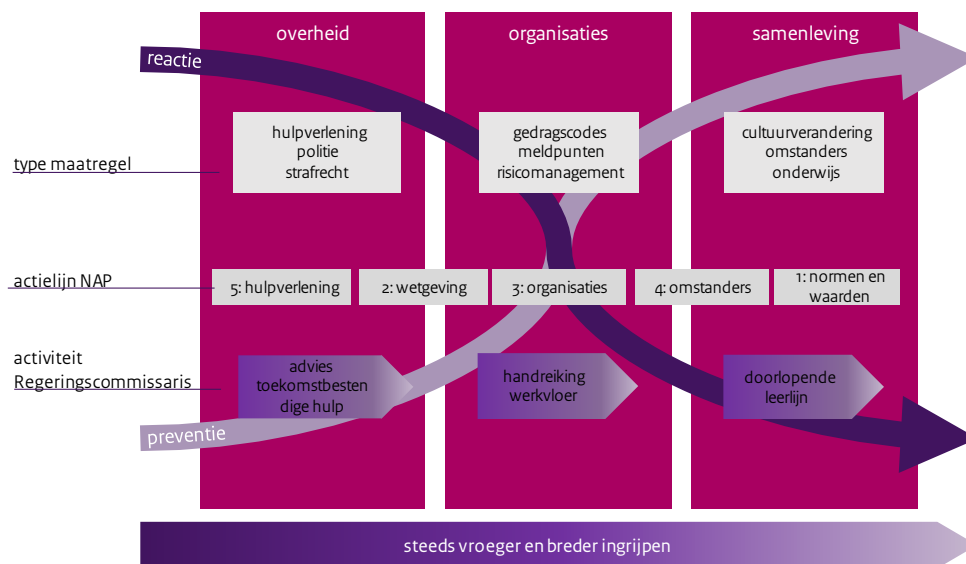 overheid
organisaties
samenleving
reactie
type maatregel
hulpverlening
politie
strafrecht
gedragscodes
meldpunten
risicomanagement
cultuurverandering
omstanders
onderwijs
actielijn NAP
5: hulpverlening
2: wetgeving
3: organisaties
4: omstanders
1: normen en
waarden
activiteit
Regeringscommissaris
advies
toekomstbesten
dige hulp
handreiking
werkvloer
doorlopende
leerlijn
preventie
steeds vroeger en breder ingrijpen